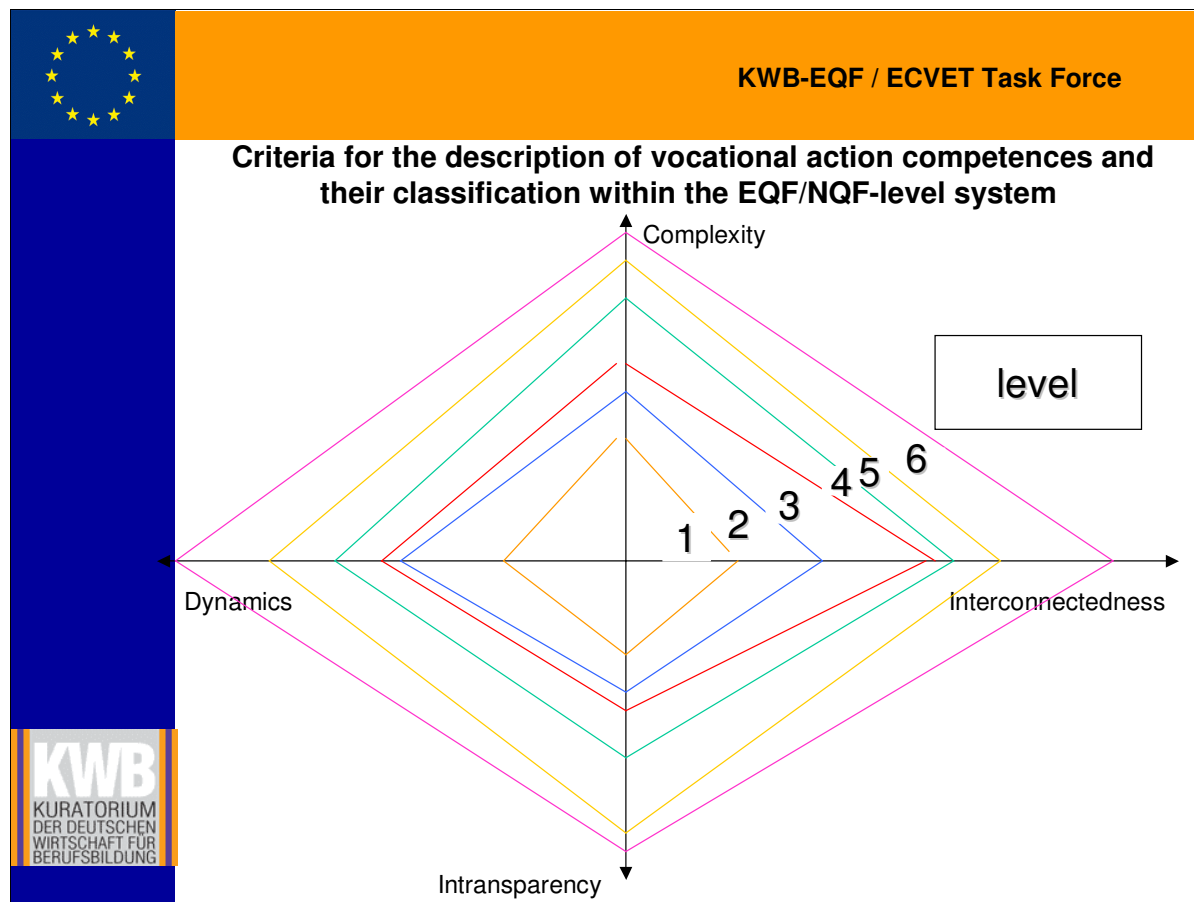 KWB-EQF / ECVET Task Force
Criteria for the description of vocational action competences and
their classification within the EQF/NQF-level system
Complexity
level
6
5
4
3
2
1
Dynamics
Interconnectedness
KWB
KURATORIUM
DER DEUTSCHEN
WIRTSCHAFT FÜR
BERUFSBILDUNG
Intransparency